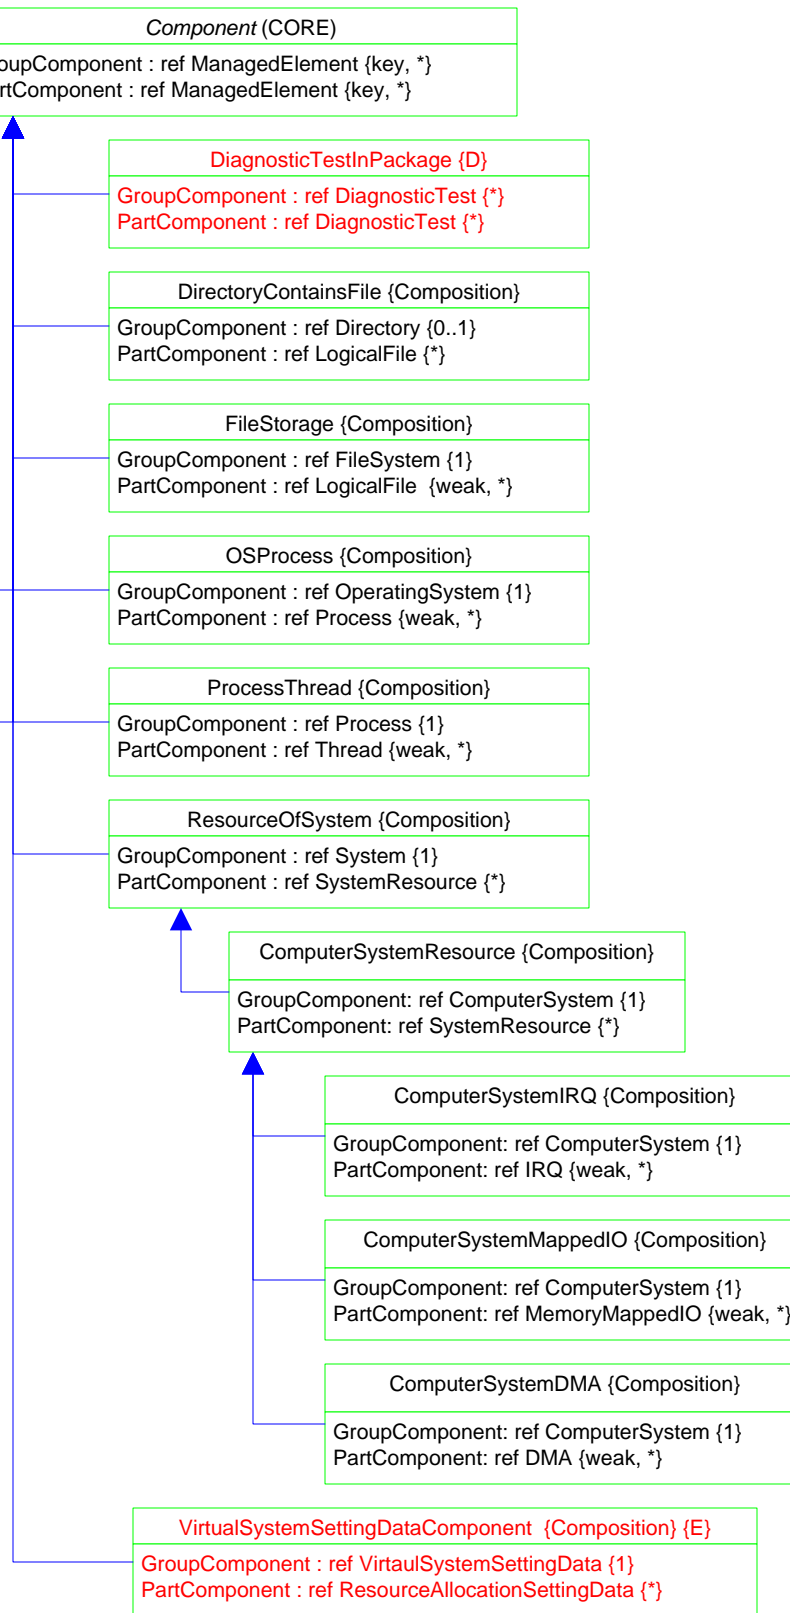 Component (CORE)
oupComponent : ref ManagedElement {key, *}
rtComponent : ref ManagedElement {key, *}
DiagnosticTestInPackage {D}
GroupComponent : ref DiagnosticTest {*}
PartComponent : ref DiagnosticTest {*}
DirectoryContainsFile {Composition}
GroupComponent : ref Directory {0..1}
PartComponent : ref LogicalFile {*}
FileStorage {Composition}
GroupComponent : ref FileSystem {1}
PartComponent : ref LogicalFile {weak, *}
OSProcess {Composition}
GroupComponent : ref OperatingSystem {1}
PartComponent : ref Process {weak, *}
ProcessThread {Composition}
GroupComponent : ref Process {1}
PartComponent : ref Thread {weak, *}
ResourceOfSystem {Composition}
GroupComponent : ref System {1}
PartComponent : ref SystemResource {*}
ComputerSystemResource {Composition}
GroupComponent: ref ComputerSystem {1}
PartComponent: ref SystemResource {*}
ComputerSystemIRQ {Composition}
GroupComponent: ref ComputerSystem {1}
PartComponent: ref IRQ {weak, *}
ComputerSystemMappedIO {Composition}
GroupComponent: ref ComputerSystem {1}
PartComponent: ref MemoryMappedIO {weak, *}
ComputerSystemDMA {Composition}
GroupComponent: ref ComputerSystem {1}
PartComponent: ref DMA {weak, *}
VirtualSystemSettingDataComponent {Composition} {E}
GroupComponent : ref VirtaulSystemSettingData {1}
PartComponent : ref ResourceAllocationSettingData {*}